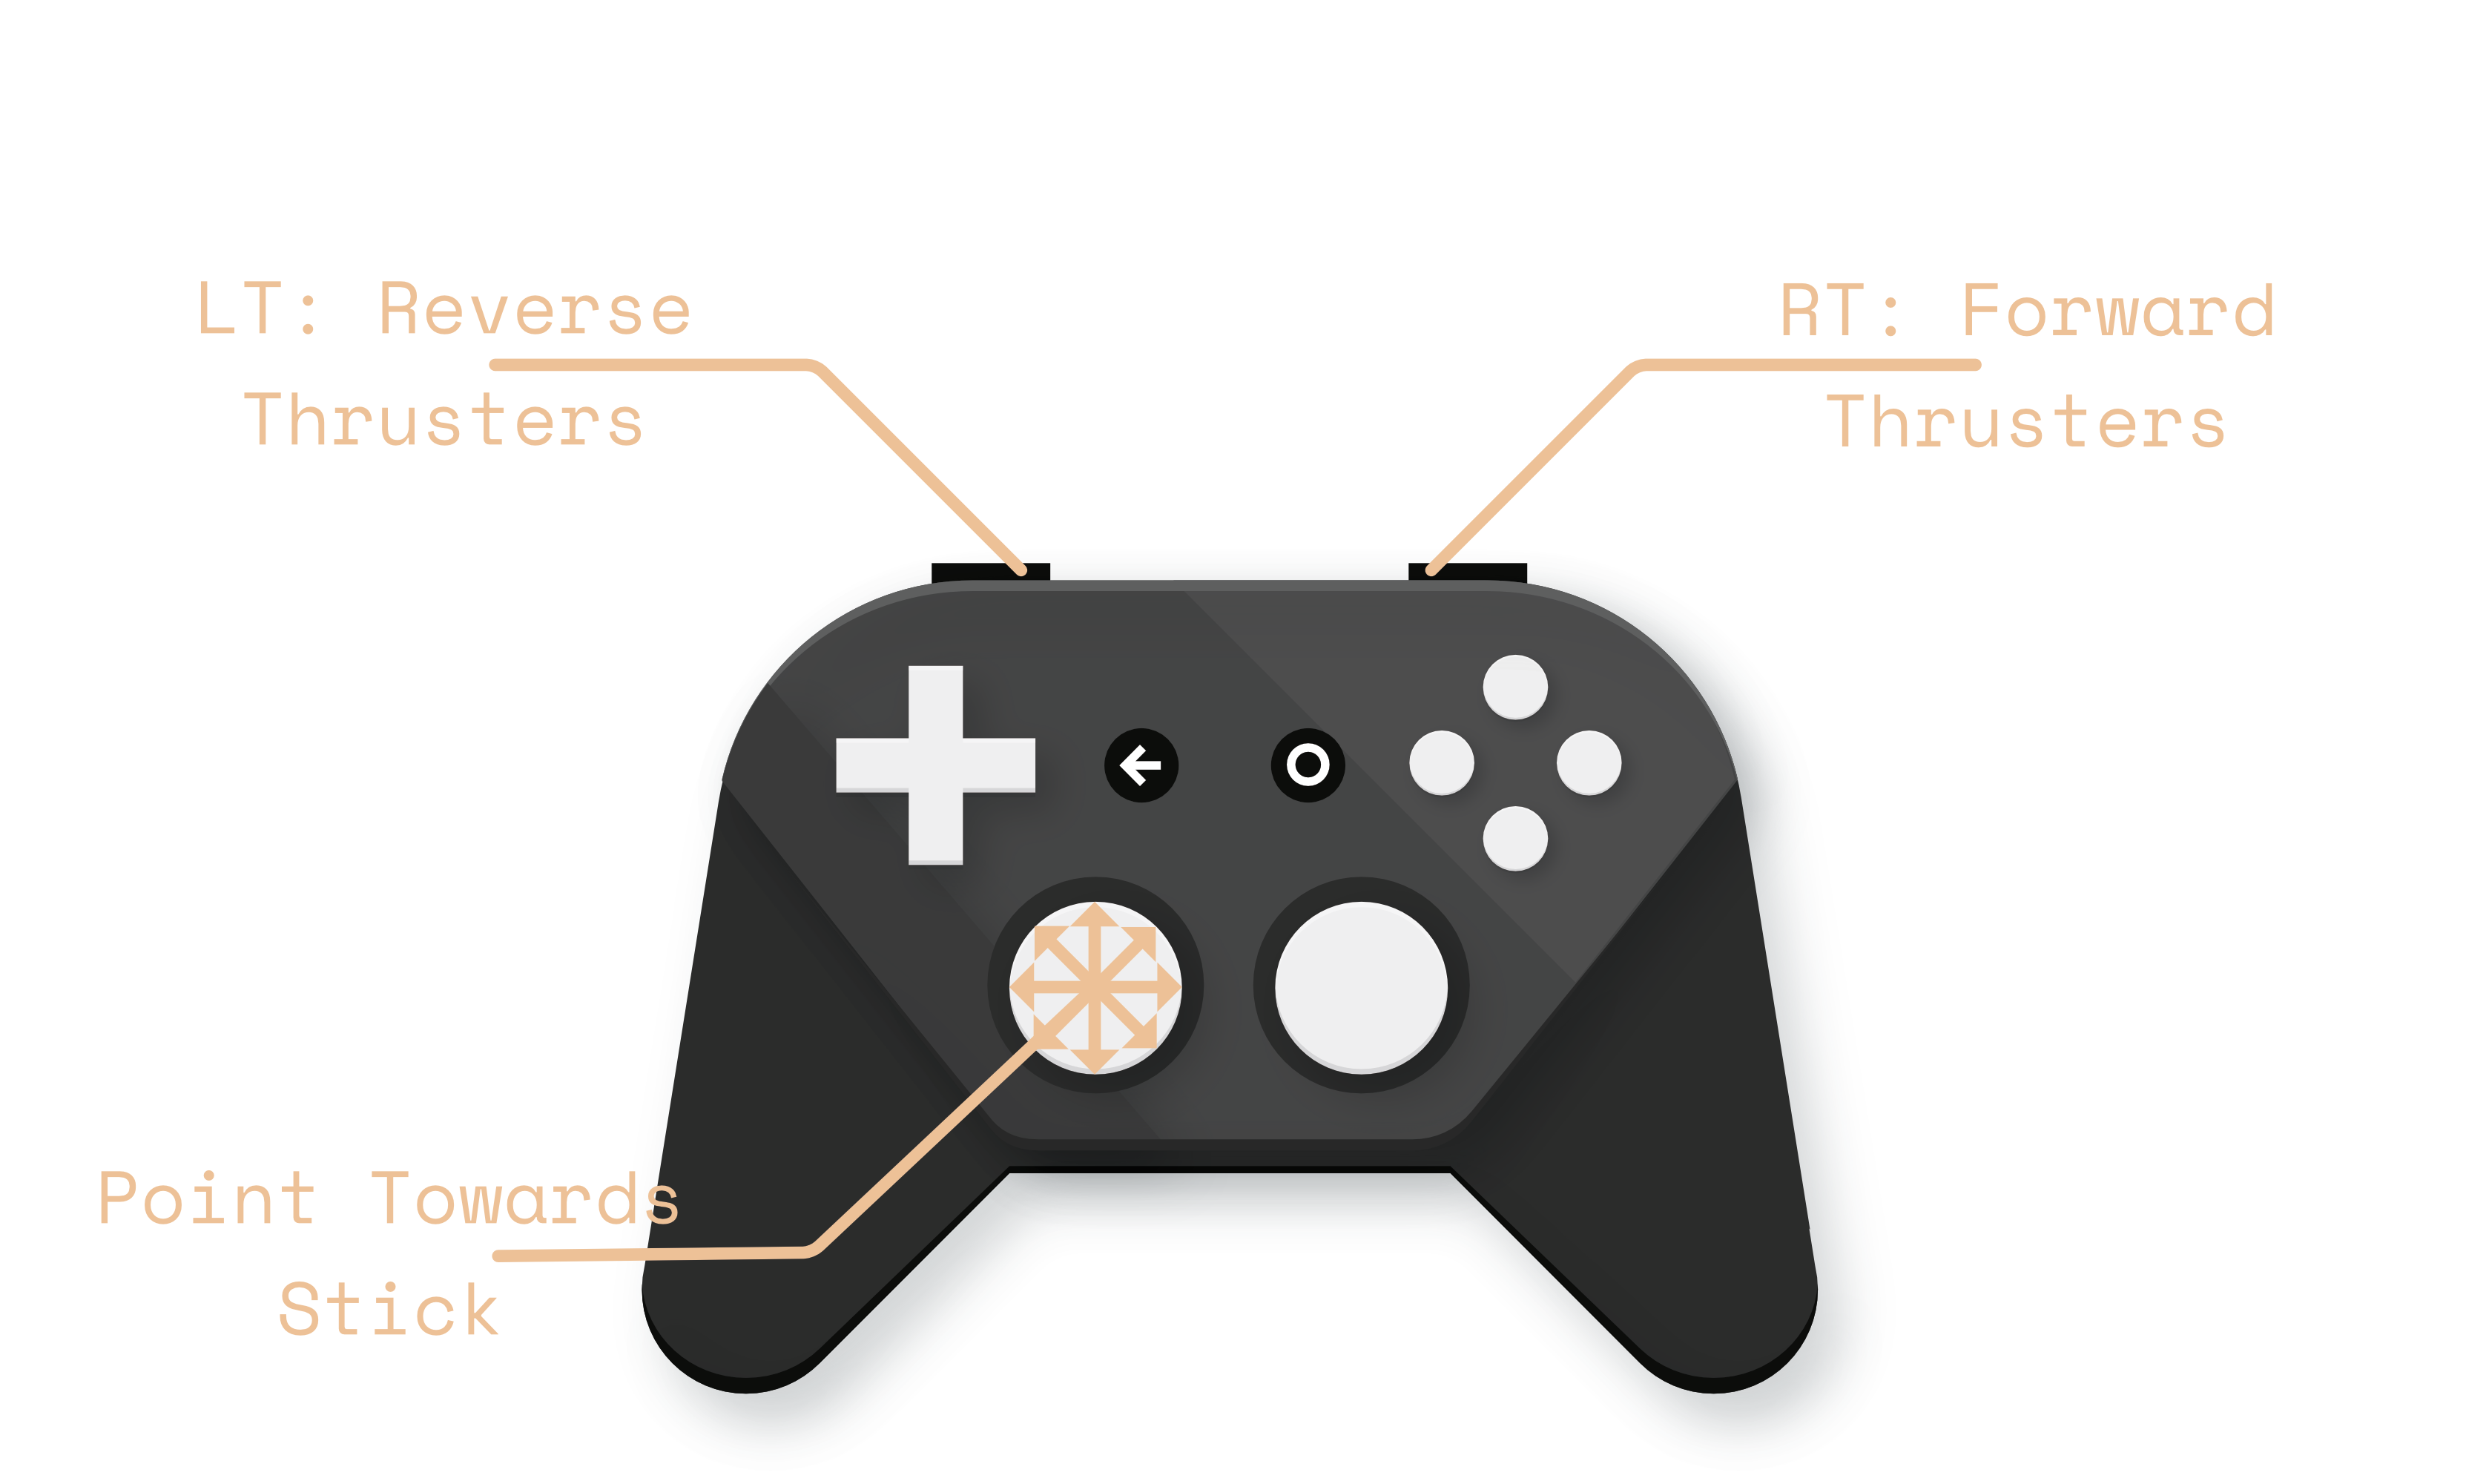 LT: Reverse
Thrusters
RT: Forward
Thrusters
Point Towards
Stick